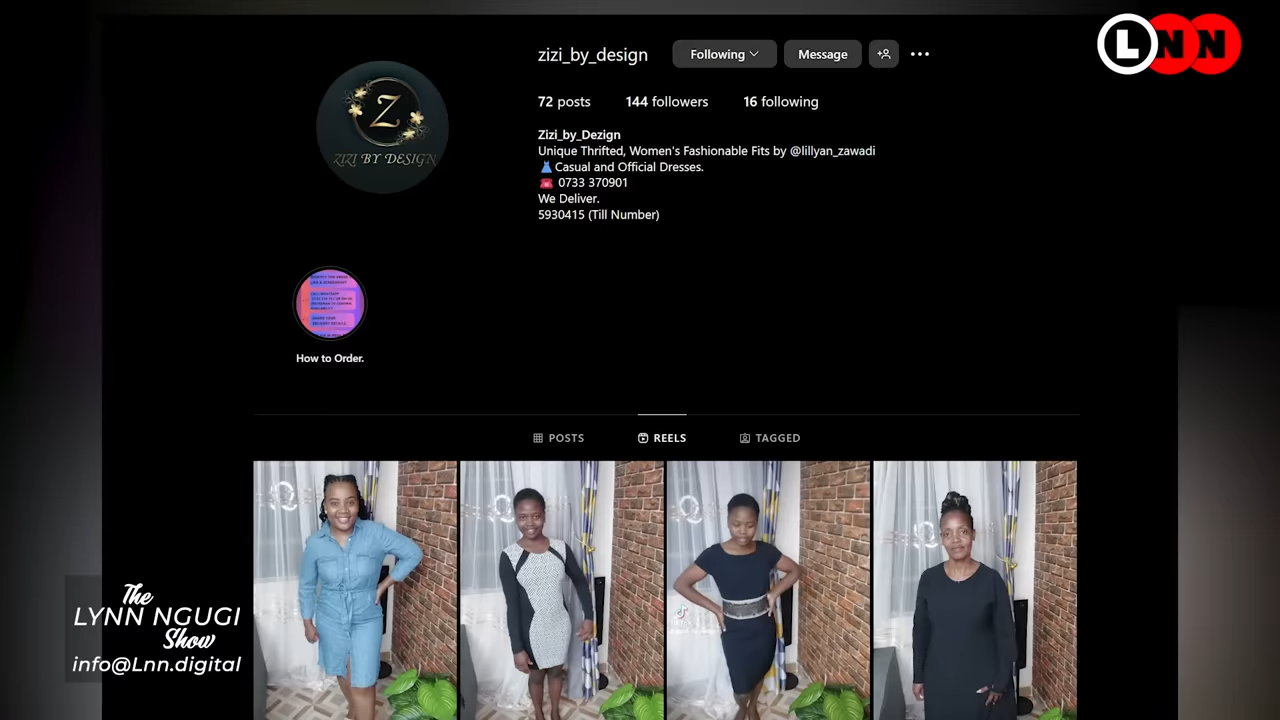 LNN
zizi_by_design
Following
Message
72 posts
144 followers
16 following
Zizi_by_Dezign
Unique Thrifted, Women's Fashionable Fits by @lillyan_zawadi
Casual and Official Dresses.
0733 370901
We Deliver.
5930415 (Till Number)
Z
ZIZI BY DESIGN
How to Order.
POSTS
REELS
TAGGED
The
LYNN NGUGI
Show
info@Lnn.digital